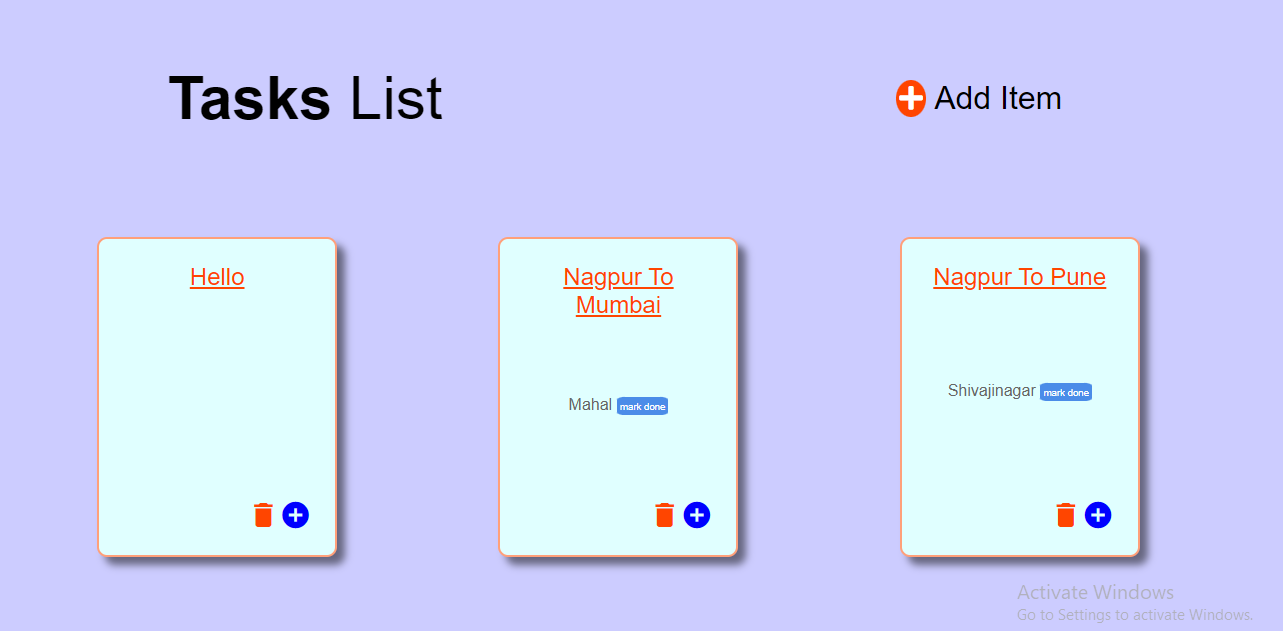 Tasks List
Add Item
Hello
Nagpur To
Mumbai
Mahal mark done
Nagpur To Pune
Shivajinagar mark done
Activate Windows
Go to Settings to activate Windows.